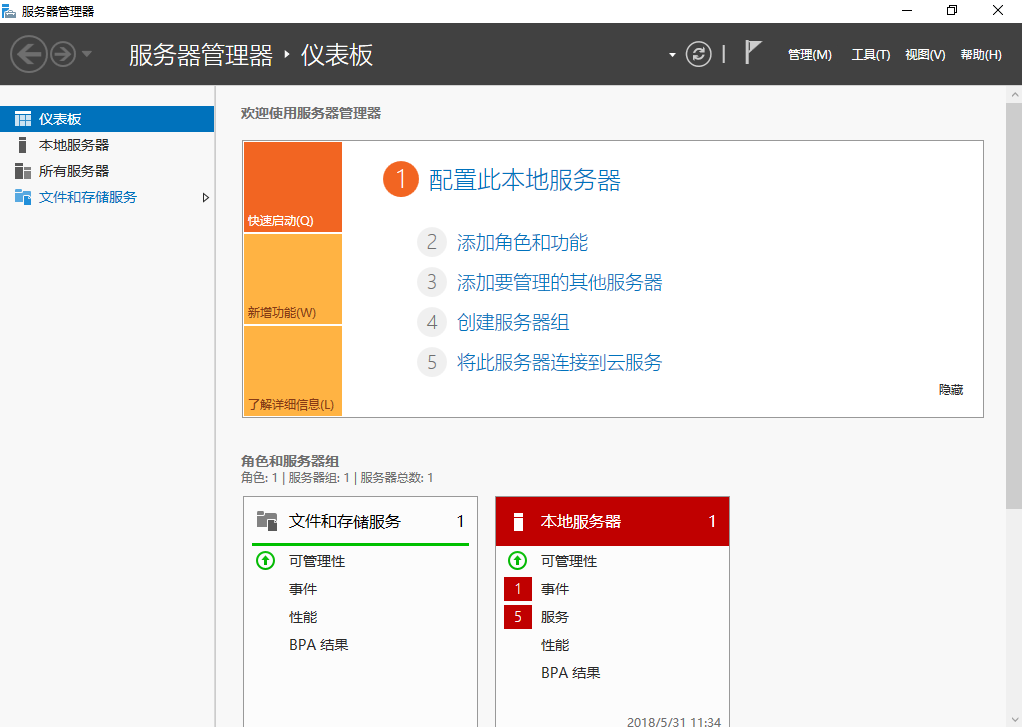 服务器管理器
服务器管理器 ‣ 仪表板
管理(M) 工具(T) 视图(V) 帮助(H)
仪表板
本地服务器
所有服务器
文件和存储服务
欢迎使用服务器管理器
快速启动(Q)
新增功能(W)
了解详细信息(L)
1 配置此本地服务器
2 添加角色和功能
3 添加要管理的其他服务器
4 创建服务器组
5 将此服务器连接到云服务
隐藏
角色和服务器组
角色: 1 | 服务器组: 1 | 服务器总数: 1
文件和存储服务 1
可管理性
事件
性能
BPA 结果
本地服务器 1
可管理性
1 事件
5 服务
性能
BPA 结果
2018/5/31 11:34